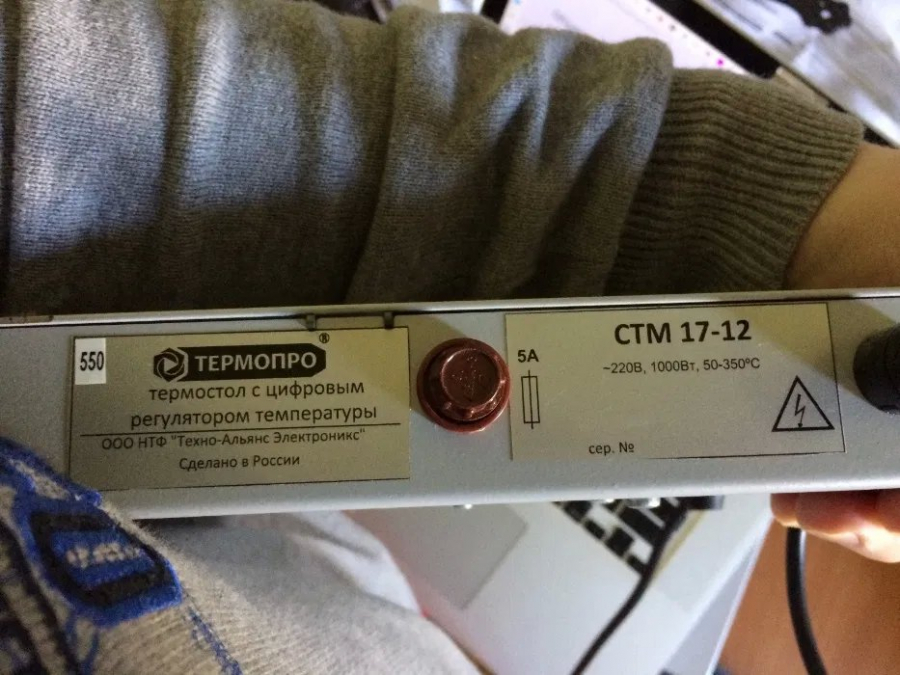 550
ТЕРМОПРО®
термостол с цифровым
регулятором температуры
ООО НТФ "Техно-Альянс Электроникс"
Сделано в России
5А
СТМ 17-12
~220В, 1000Вт, 50-350ºС
сер. №